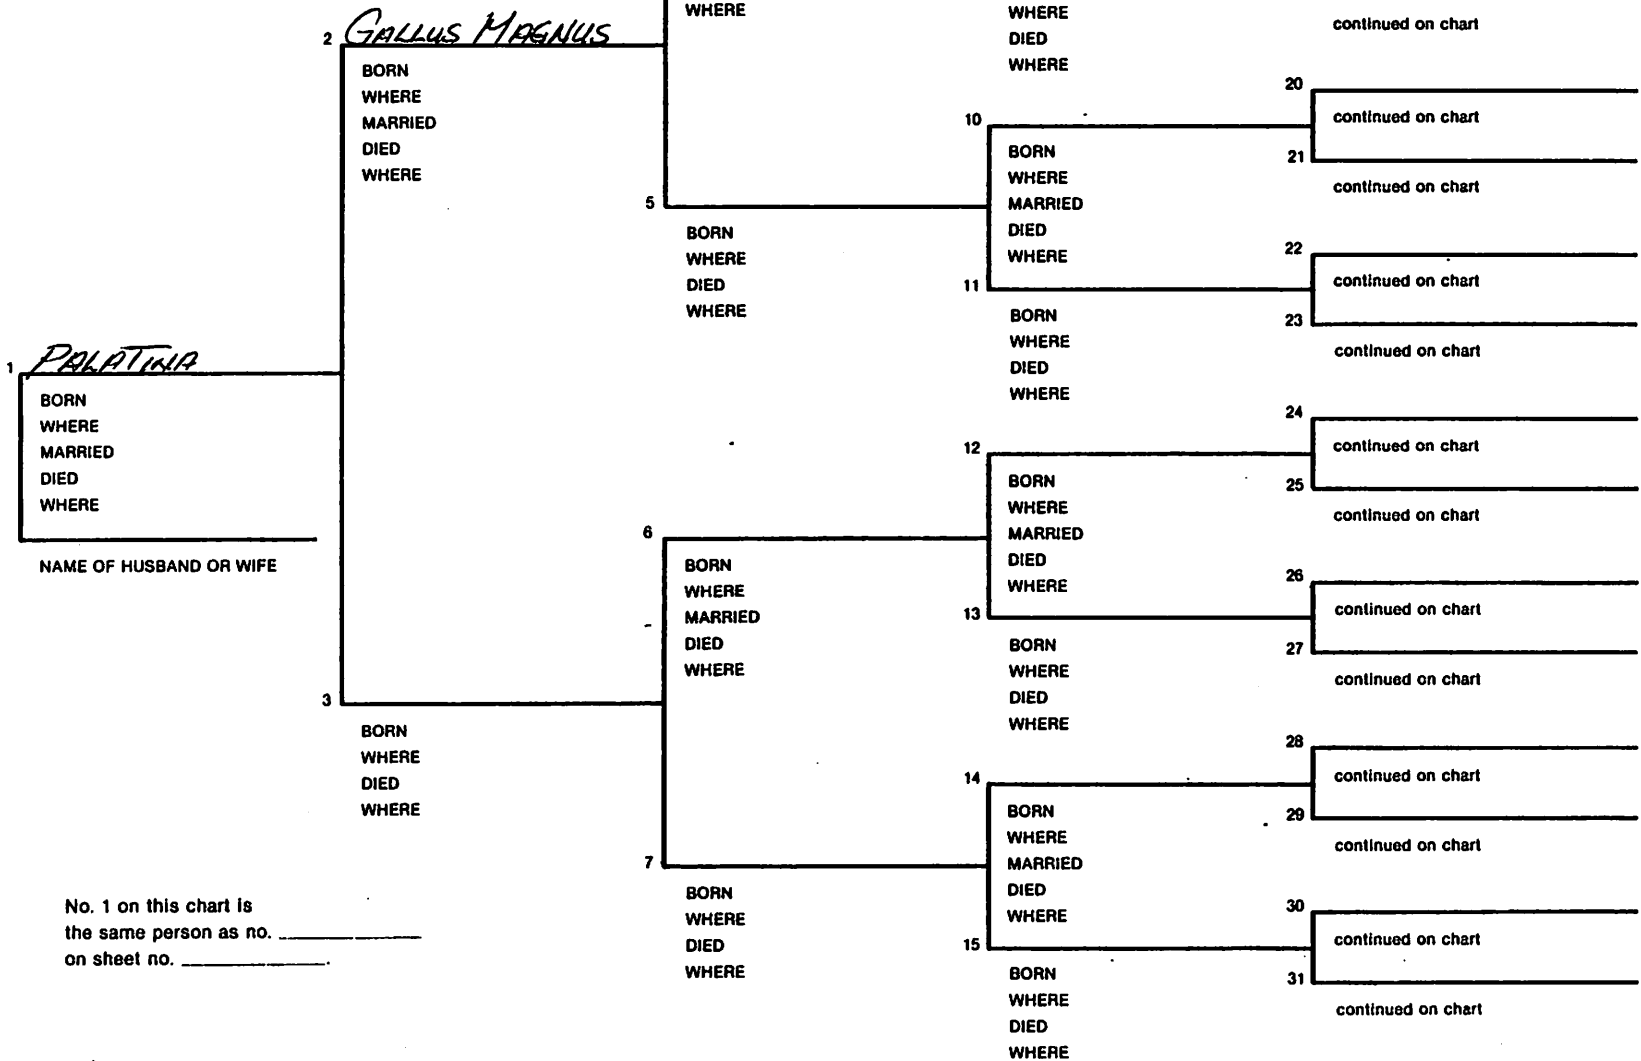 2 GALLUS MAGNUS
BORN
WHERE
MARRIED
DIED
WHERE
1 PALATINA
BORN
WHERE
MARRIED
DIED
WHERE
NAME OF HUSBAND OR WIFE
3
BORN
WHERE
DIED
WHERE
No. 1 on this chart is
the same person as no.
on sheet no.
WHERE
5
BORN
WHERE
DIED
WHERE
6
BORN
WHERE
MARRIED
DIED
WHERE
7
BORN
WHERE
DIED
WHERE
WHERE
DIED
WHERE
10
BORN
WHERE
MARRIED
DIED
WHERE
11
BORN
WHERE
DIED
WHERE
12
BORN
WHERE
MARRIED
DIED
WHERE
13
BORN
WHERE
DIED
WHERE
14
BORN
WHERE
MARRIED
DIED
WHERE
15
BORN
WHERE
DIED
WHERE
continued on chart
20
continued on chart
21
continued on chart
22
continued on chart
23
continued on chart
24
continued on chart
25
continued on chart
26
continued on chart
27
continued on chart
28
continued on chart
29
continued on chart
30
continued on chart
31
continued on chart